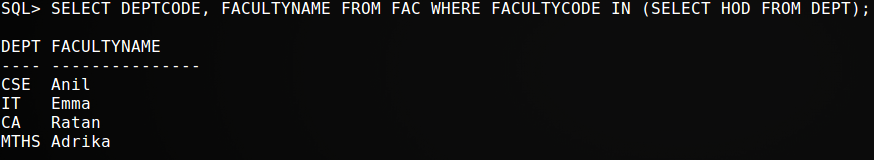 SQL> SELECT DEPTCODE, FACULTYNAME FROM FAC WHERE FACULTYCODE IN (SELECT HOD FROM DEPT);
DEPT FACULTYNAME
---- ---------------
CSE  Anil
IT   Emma
CA   Ratan
MTHS Adrika